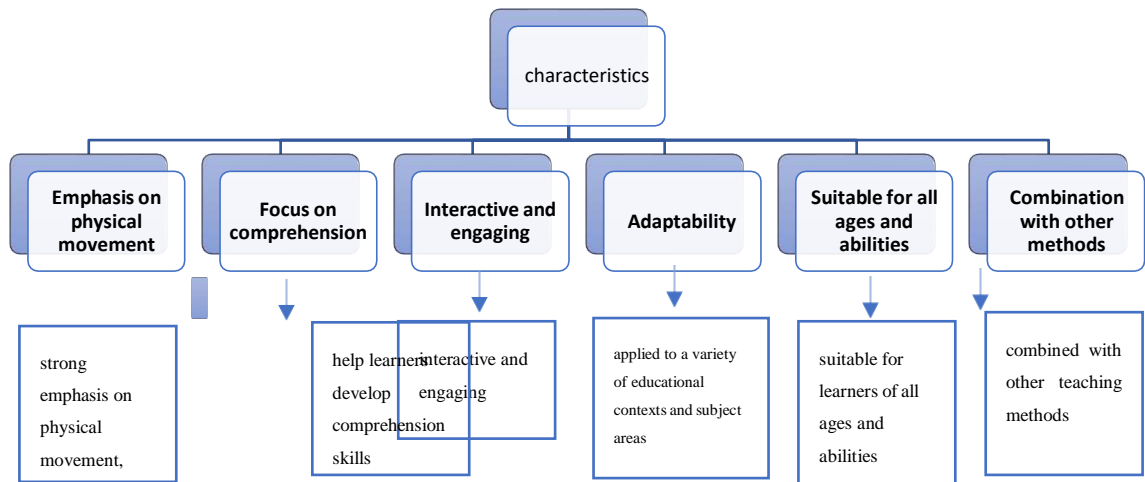 characteristics
Emphasis on
physical
movement
Focus on
comprehension
Interactive and
engaging
Adaptability
Suitable for all
ages and
abilities
Combination
with other
methods
strong
emphasis on
physical
movement,
help learners
develop
comprehension
skills
interactive and
engaging
applied to a variety
of educational
contexts and subject
areas
suitable for
learners of all
ages and
abilities
combined with
other teaching
methods